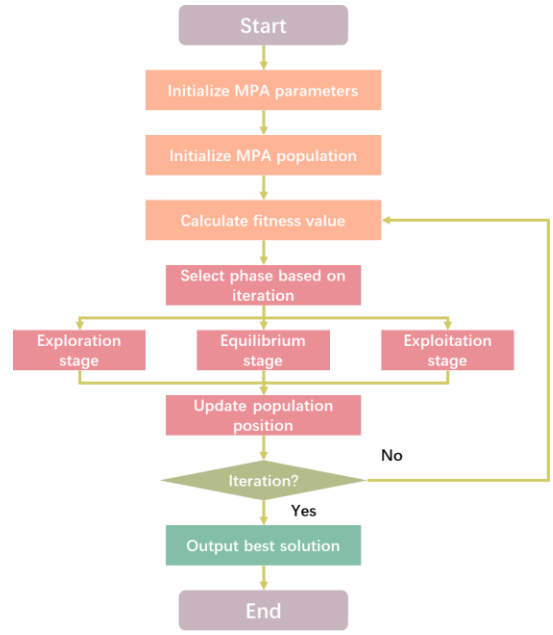 Start
Initialize MPA parameters
Initialize MPA population
Calculate fitness value
Select phase based on
iteration
Exploration
stage
Equilibrium
stage
Exploitation
stage
Update population
position
No
Iteration?
Yes
Output best solution
End